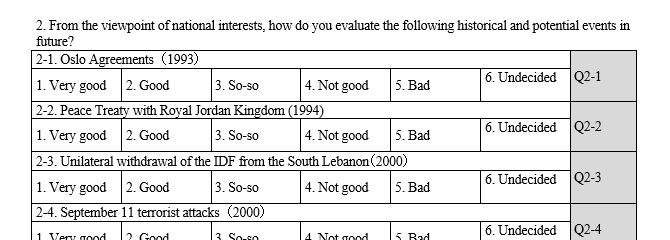 2. From the viewpoint of national interests, how do you evaluate the following historical and potential events in
future?
2-1. Oslo Agreements（1993）
1. Very good 2. Good 3. So-so 4. Not good 5. Bad 6. Undecided Q2-1
2-2. Peace Treaty with Royal Jordan Kingdom (1994)
1. Very good 2. Good 3. So-so 4. Not good 5. Bad 6. Undecided Q2-2
2-3. Unilateral withdrawal of the IDF from the South Lebanon（2000）
1. Very good 2. Good 3. So-so 4. Not good 5. Bad 6. Undecided Q2-3
2-4. September 11 terrorist attacks（2000）
1. Very good 2. Good 3. So-so 4. Not good 5. Bad 6. Undecided Q2-4